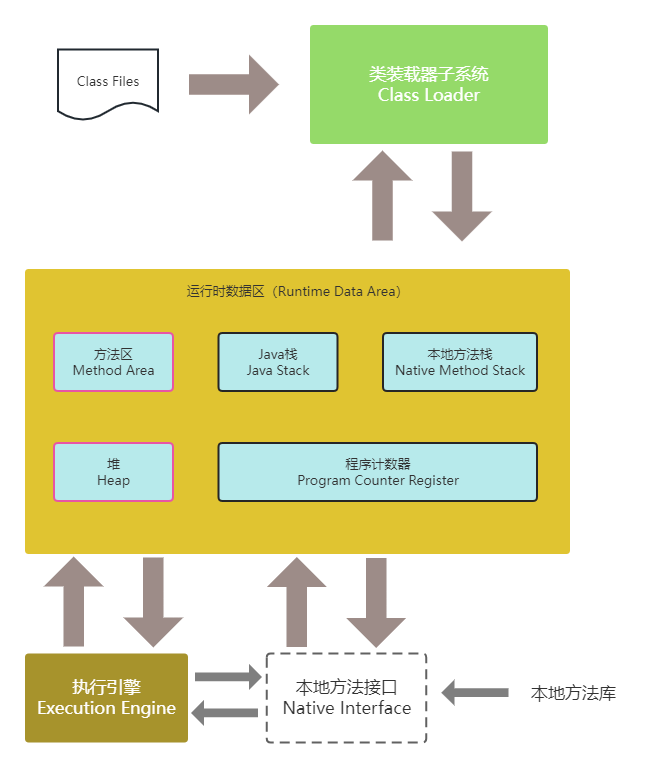 Class Files
类装载器子系统
Class Loader
运行时数据区（Runtime Data Area）
方法区
Method Area
Java栈
Java Stack
本地方法栈
Native Method Stack
堆
Heap
程序计数器
Program Counter Register
执行引擎
Execution Engine
本地方法接口
Native Interface
本地方法库